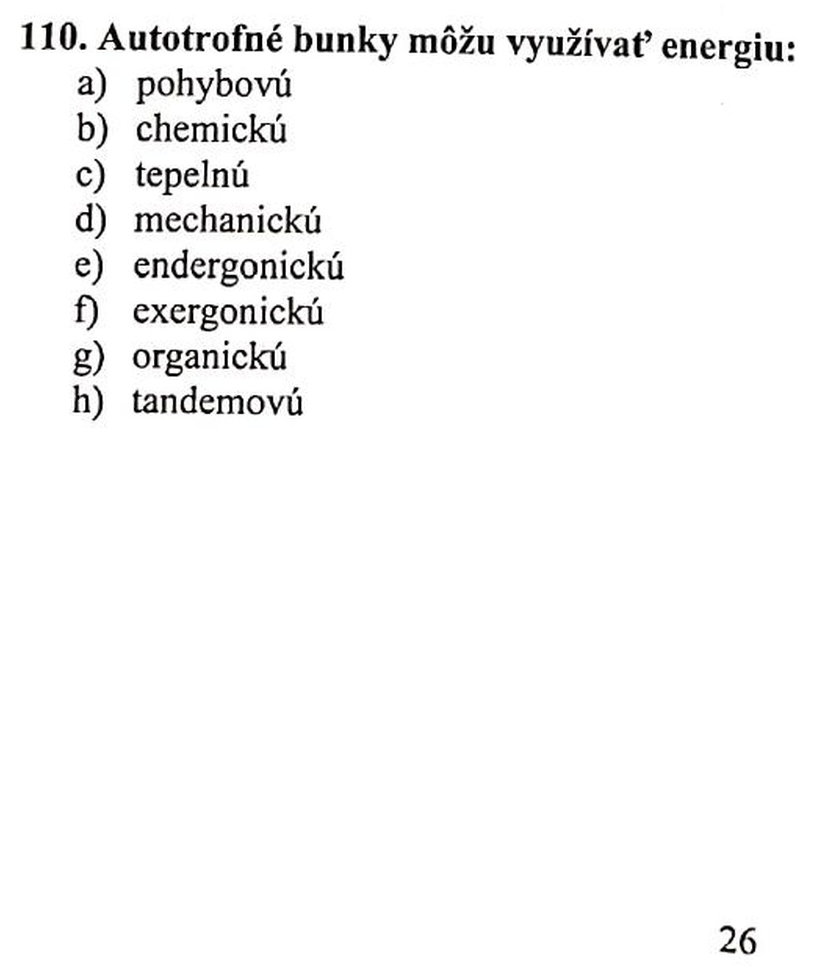 110. Autotrofné bunky môžu využívať energiu:
a) pohybovú
b) chemickú
c) tepelnú
d) mechanickú
e) endergonickú
f) exergonickú
g) organickú
h) tandemovú
26